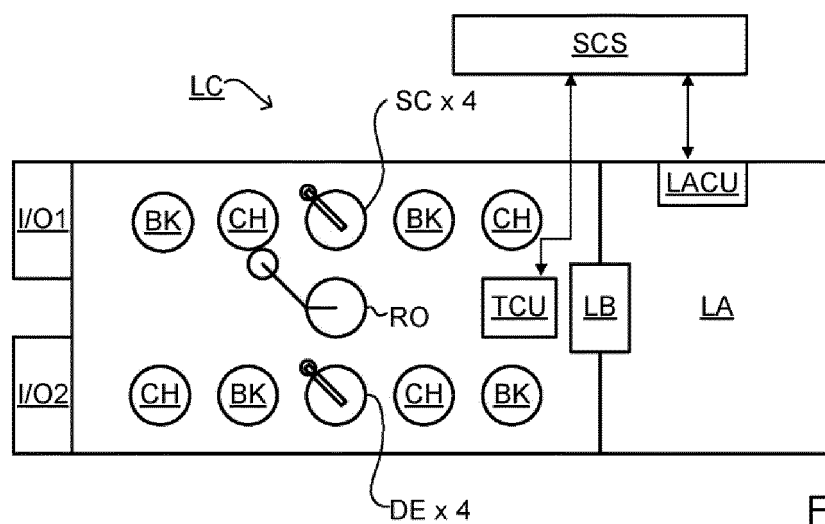 SCS
LC
SC x 4
LACU
I/O1
BK
CH
BK
CH
RO
TCU
LB
LA
I/O2
CH
BK
CH
BK
DE x 4
F